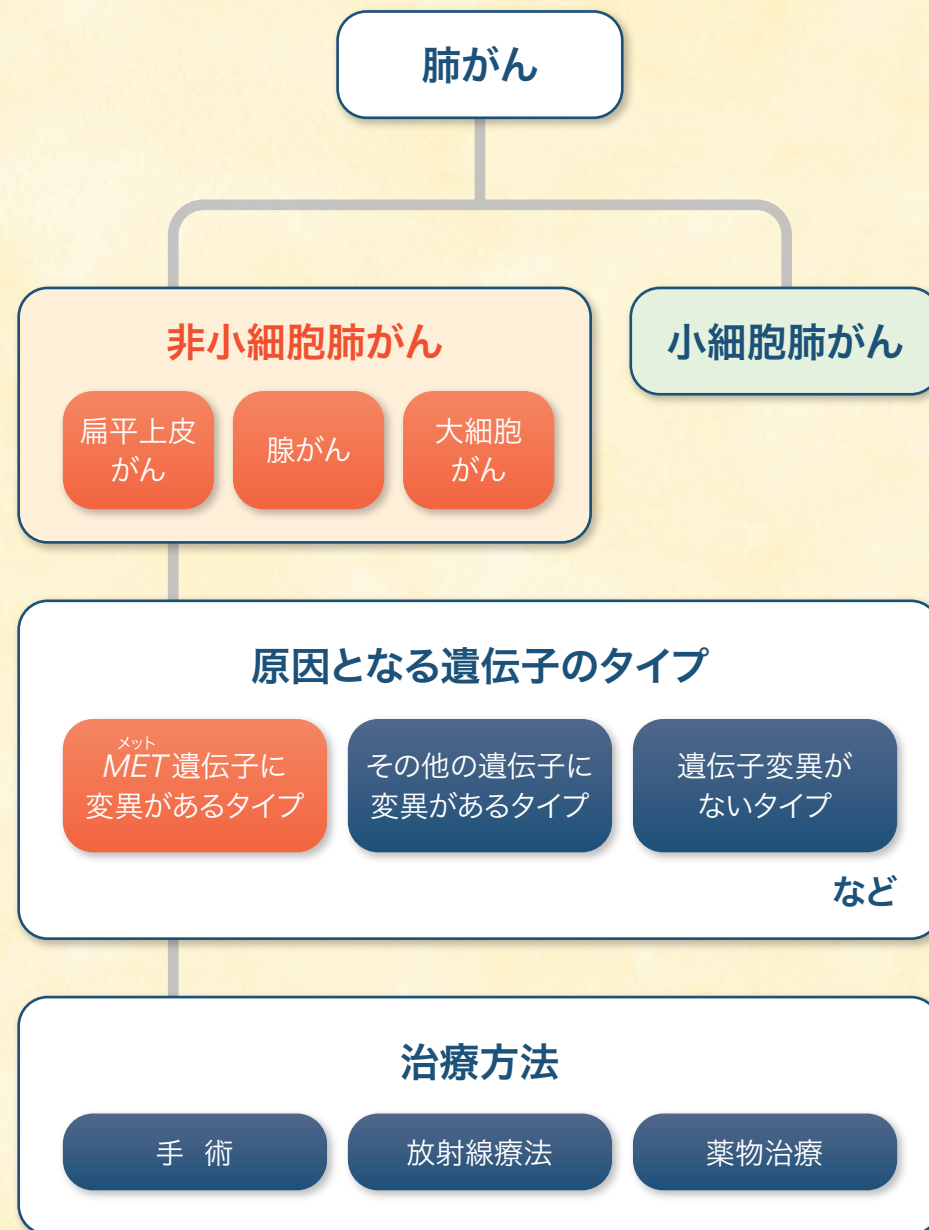 肺がん
非小細胞肺がん
小細胞肺がん
扁平上皮
がん
腺がん
大細胞
がん
原因となる遺伝子のタイプ
メット
MET遺伝子に
変異があるタイプ
その他の遺伝子に
変異があるタイプ
遺伝子変異が
ないタイプ
など
治療方法
手 術
放射線療法
薬物治療